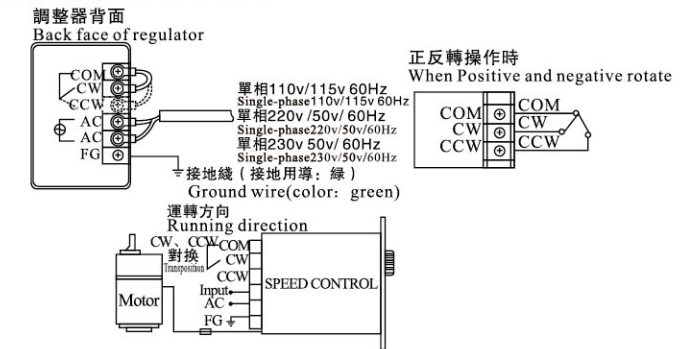 調整器背面
Back face of regulator
COM
CW
CCW
AC
AC
FG
單相110v/115v 60Hz
Single-phase110v/115v 60Hz
單相220v /50v/ 60Hz
Single-phase220v/50v/60Hz
單相230v 50v/ 60Hz
Single-phase230v/50v/60Hz
接地綫（接地用導：綠）
Ground wire(color：green)
正反轉操作時
When Positive and negative rotate
COM COM
CW CW
CCW CCW
運轉方向
Running direction
CW、CCW COM
對換 CW
Transposition
CCW
Input
AC
FG
SPEED CONTROL
Motor